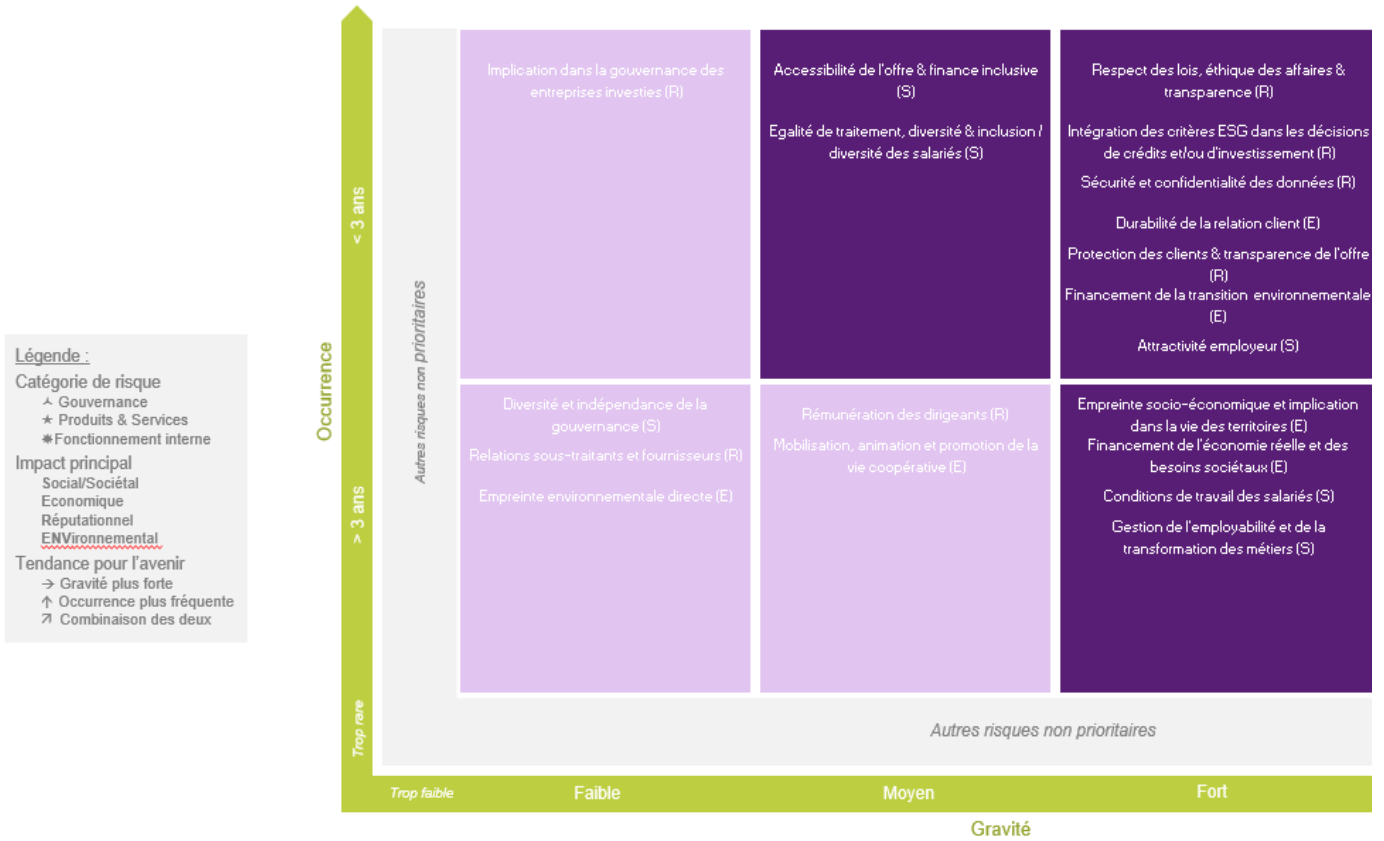 Légende :
Catégorie de risque
⅄ Gouvernance
★ Produits & Services
✷Fonctionnement interne
Impact principal
Social/Sociétal
Economique
Réputationnel
ENVironnemental
Tendance pour l'avenir
→ Gravité plus forte
↑ Occurrence plus fréquente
↗ Combinaison des deux
Occurrence
< 3 ans
> 3 ans
Trop rare
Autres risques non prioritaires
Implication dans la gouvernance des
entreprises investies (R)
Accessibilité de l'offre & finance inclusive
(S)
Egalité de traitement, diversité & inclusion /
diversité des salariés (S)
Respect des lois, éthique des affaires &
transparence (R)
Intégration des critères ESG dans les décisions
de crédits et/ou d'investissement (R)
Sécurité et confidentialité des données (R)
Durabilité de la relation client (E)
Protection des clients & transparence de l'offre
(R)
Financement de la transition environnementale
(E)
Attractivité employeur (S)
Diversité et indépendance de la
gouvernance (S)
Relations sous-traitants et fournisseurs (R)
Empreinte environnementale directe (E)
Rémunération des dirigeants (R)
Mobilisation, animation et promotion de la
vie coopérative (E)
Empreinte socio-économique et implication
dans la vie des territoires (E)
Financement de l'économie réelle et des
besoins sociétaux (E)
Conditions de travail des salariés (S)
Gestion de l'employabilité et de la
transformation des métiers (S)
Autres risques non prioritaires
Trop faible
Faible
Moyen
Fort
Gravité